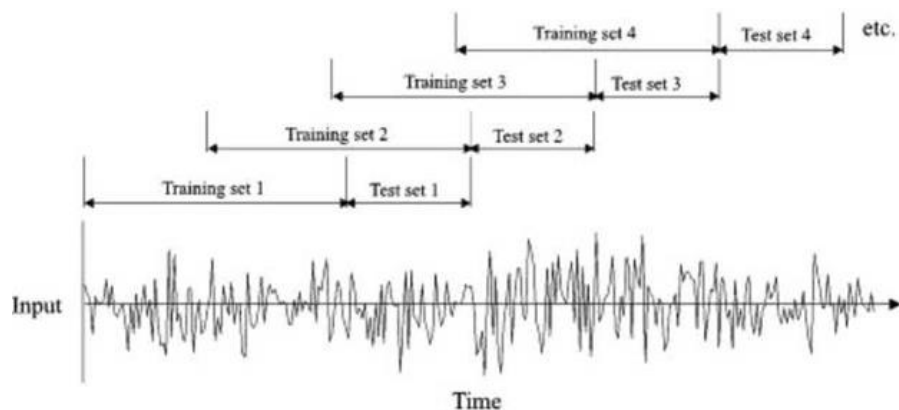 Training set 4 Test set 4 etc.
Training set 3 Test set 3
Training set 2 Test set 2
Training set 1 Test set 1
Input
Time